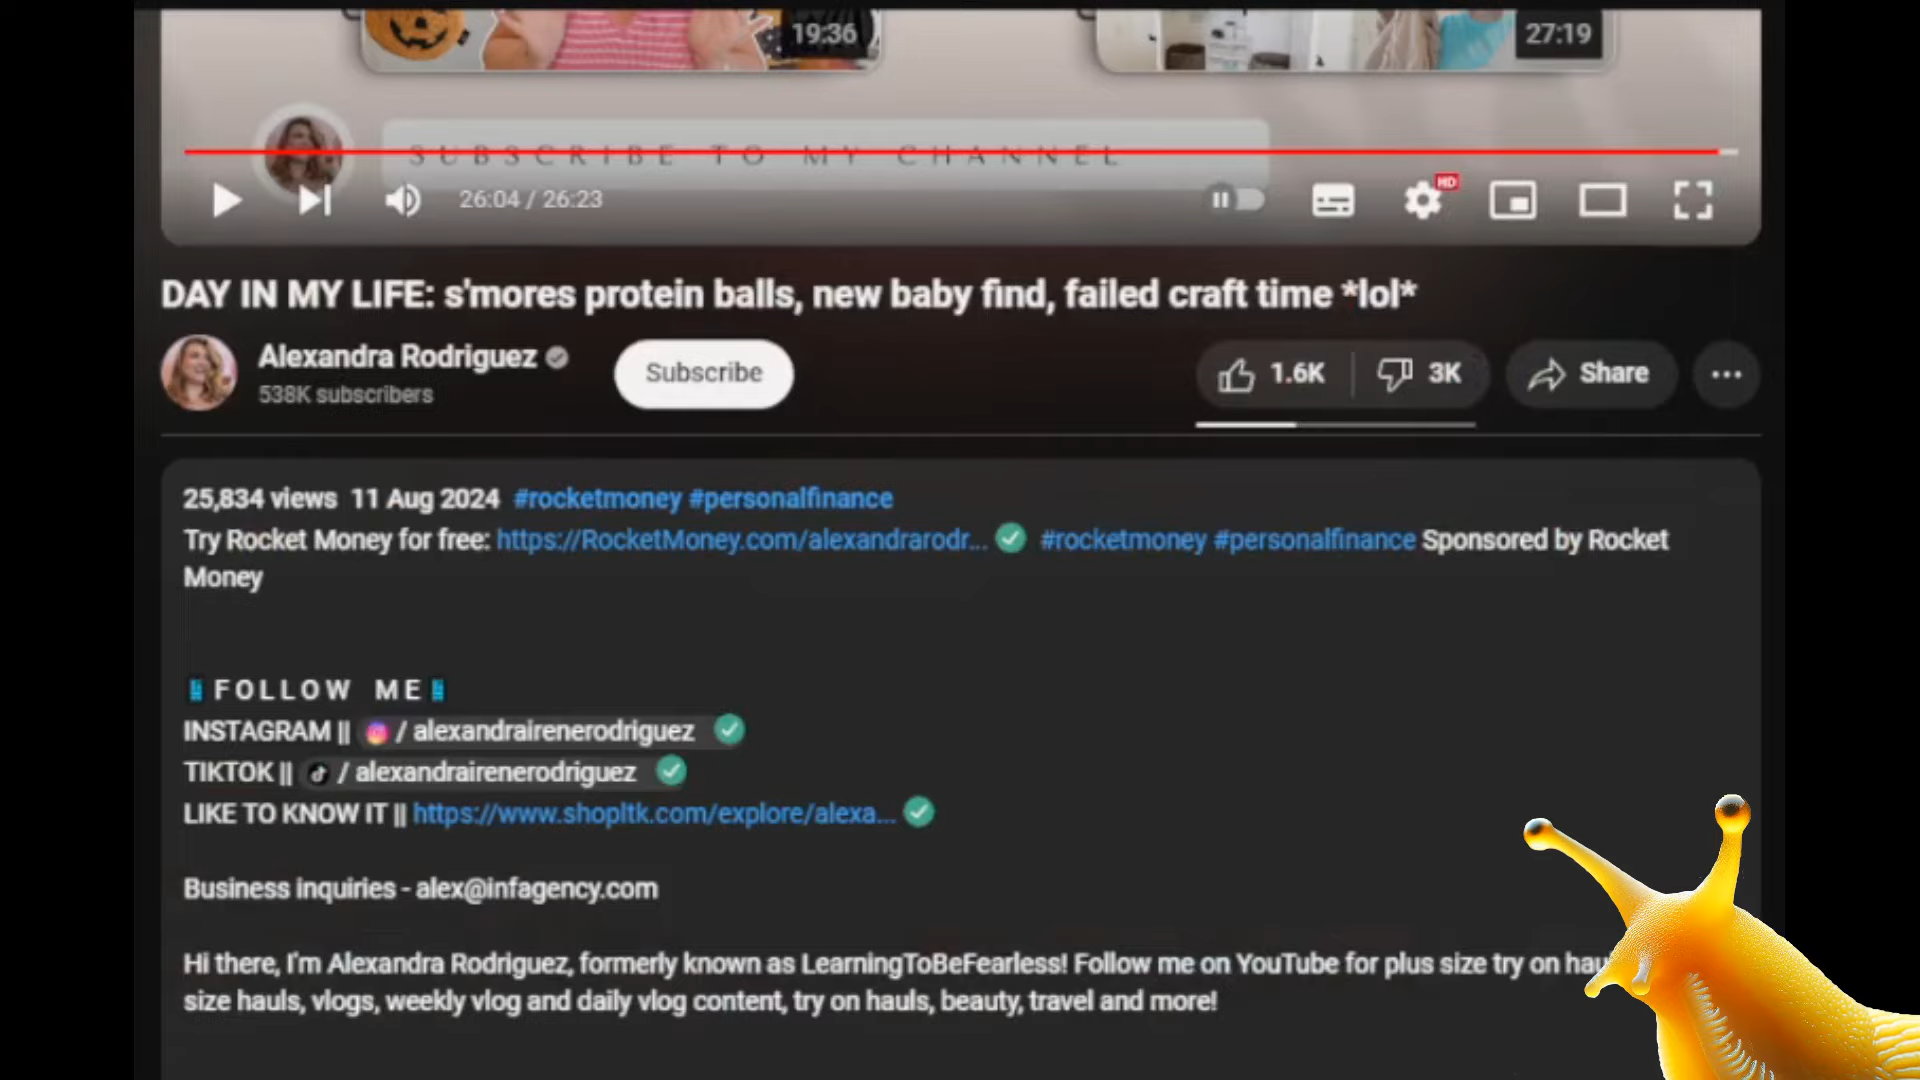 19:36
27:19
SUBSCRIBE TO MY CHANNEL
26:04 / 26:23
HD
DAY IN MY LIFE: s'mores protein balls, new baby find, failed craft time *lol*
Alexandra Rodriguez
538K subscribers
Subscribe
1.6K
3K
Share
25,834 views 11 Aug 2024 #rocketmoney #personalfinance
Try Rocket Money for free: https://RocketMoney.com/alexandrarodr... #rocketmoney #personalfinance Sponsored by Rocket
Money
FOLLOW ME
INSTAGRAM || / alexandrairenerodriguez
TIKTOK || / alexandrairenerodriguez
LIKE TO KNOW IT || https://www.shopltk.com/explore/alexa...
Business inquiries - alex@infagency.com
Hi there, I'm Alexandra Rodriguez, formerly known as LearningToBeFearless! Follow me on YouTube for plus size try on
size hauls, vlogs, weekly vlog and daily vlog content, try on hauls, beauty, travel and more!